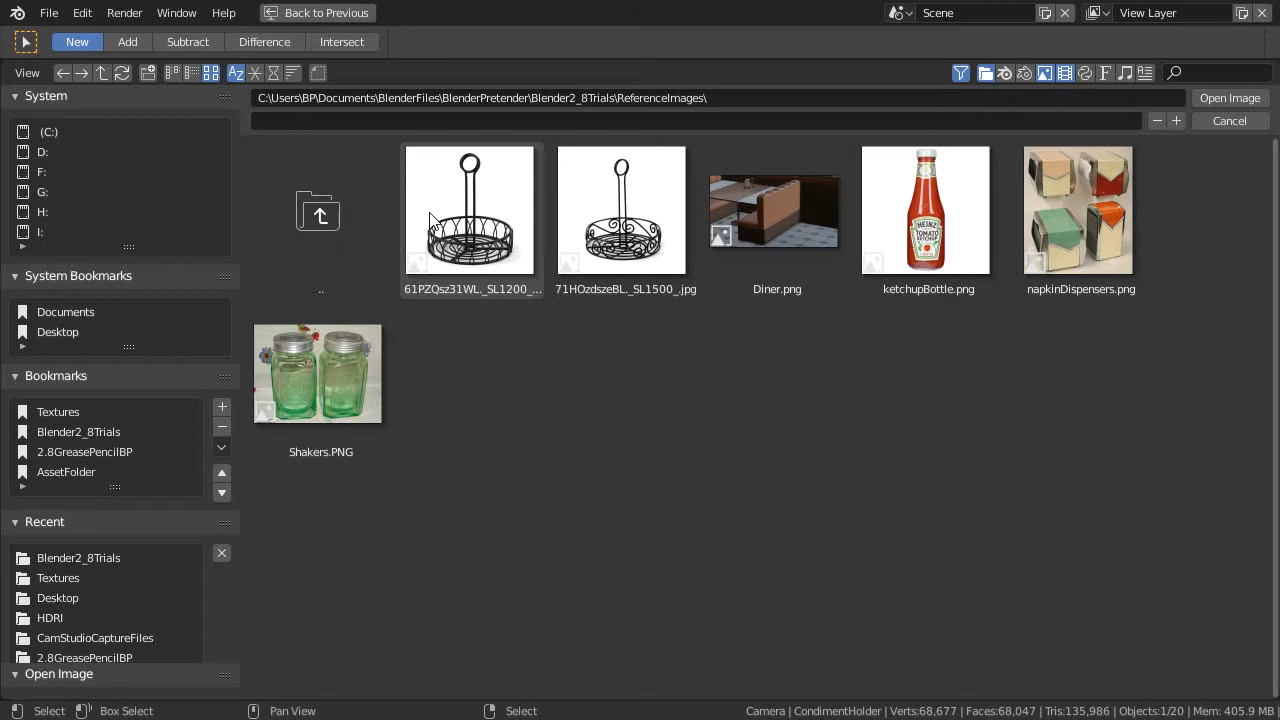 File Edit Render Window Help Back to Previous Scene View Layer
New Add Subtract Difference Intersect
View
System
C:\Users\BP\Documents\BlenderFiles\BlenderPretender\Blender2_8Trials\ReferenceImages\ Open Image
Cancel
(C:)
D:
F:
G:
H:
I:
System Bookmarks
Documents
Desktop
Bookmarks
Textures
Blender2_8Trials
2.8GreasePencilBP
AssetFolder
Recent
Blender2_8Trials
Textures
Desktop
HDRI
CamStudioCaptureFiles
2.8GreasePencilBP
Open Image
HEINZ
TOMATO
KETCHUP
.. 61PZQsz31WL._SL1200_... 71HOzdszeBL._SL1500_.jpg Diner.png ketchupBottle.png napkinDispensers.png
Shakers.PNG
Select Box Select Pan View Select Camera | CondimentHolder | Verts:68,677 | Faces:68,047 | Tris:135,986 | Objects:1/20 | Mem: 405.9 MB